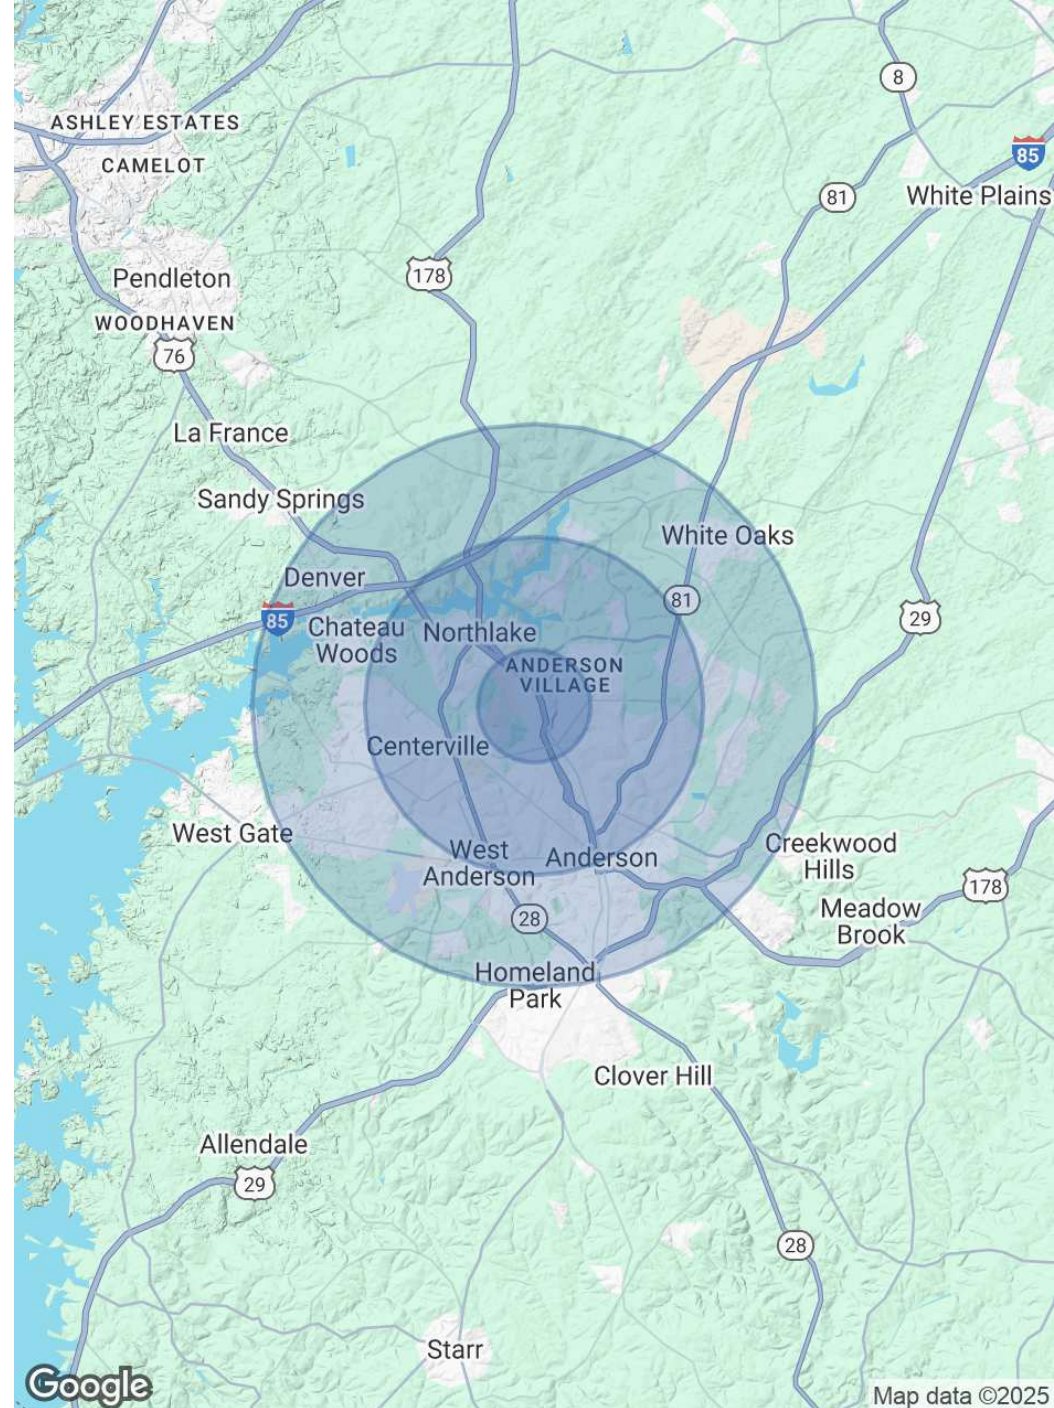 8
ASHLEY ESTATES
85
CAMELOT
81
White Plains
178
Pendleton
WOODHAVEN
76
La France
Sandy Springs
White Oaks
Denver
81
85
29
Chateau
Woods
Northlake
ANDERSON
VILLAGE
Centerville
West Gate
West
Anderson
Anderson
Creekwood
Hills
178
28
Meadow
Brook
Homeland
Park
Clover Hill
Allendale
29
28
Starr
Google
Map data ©2025